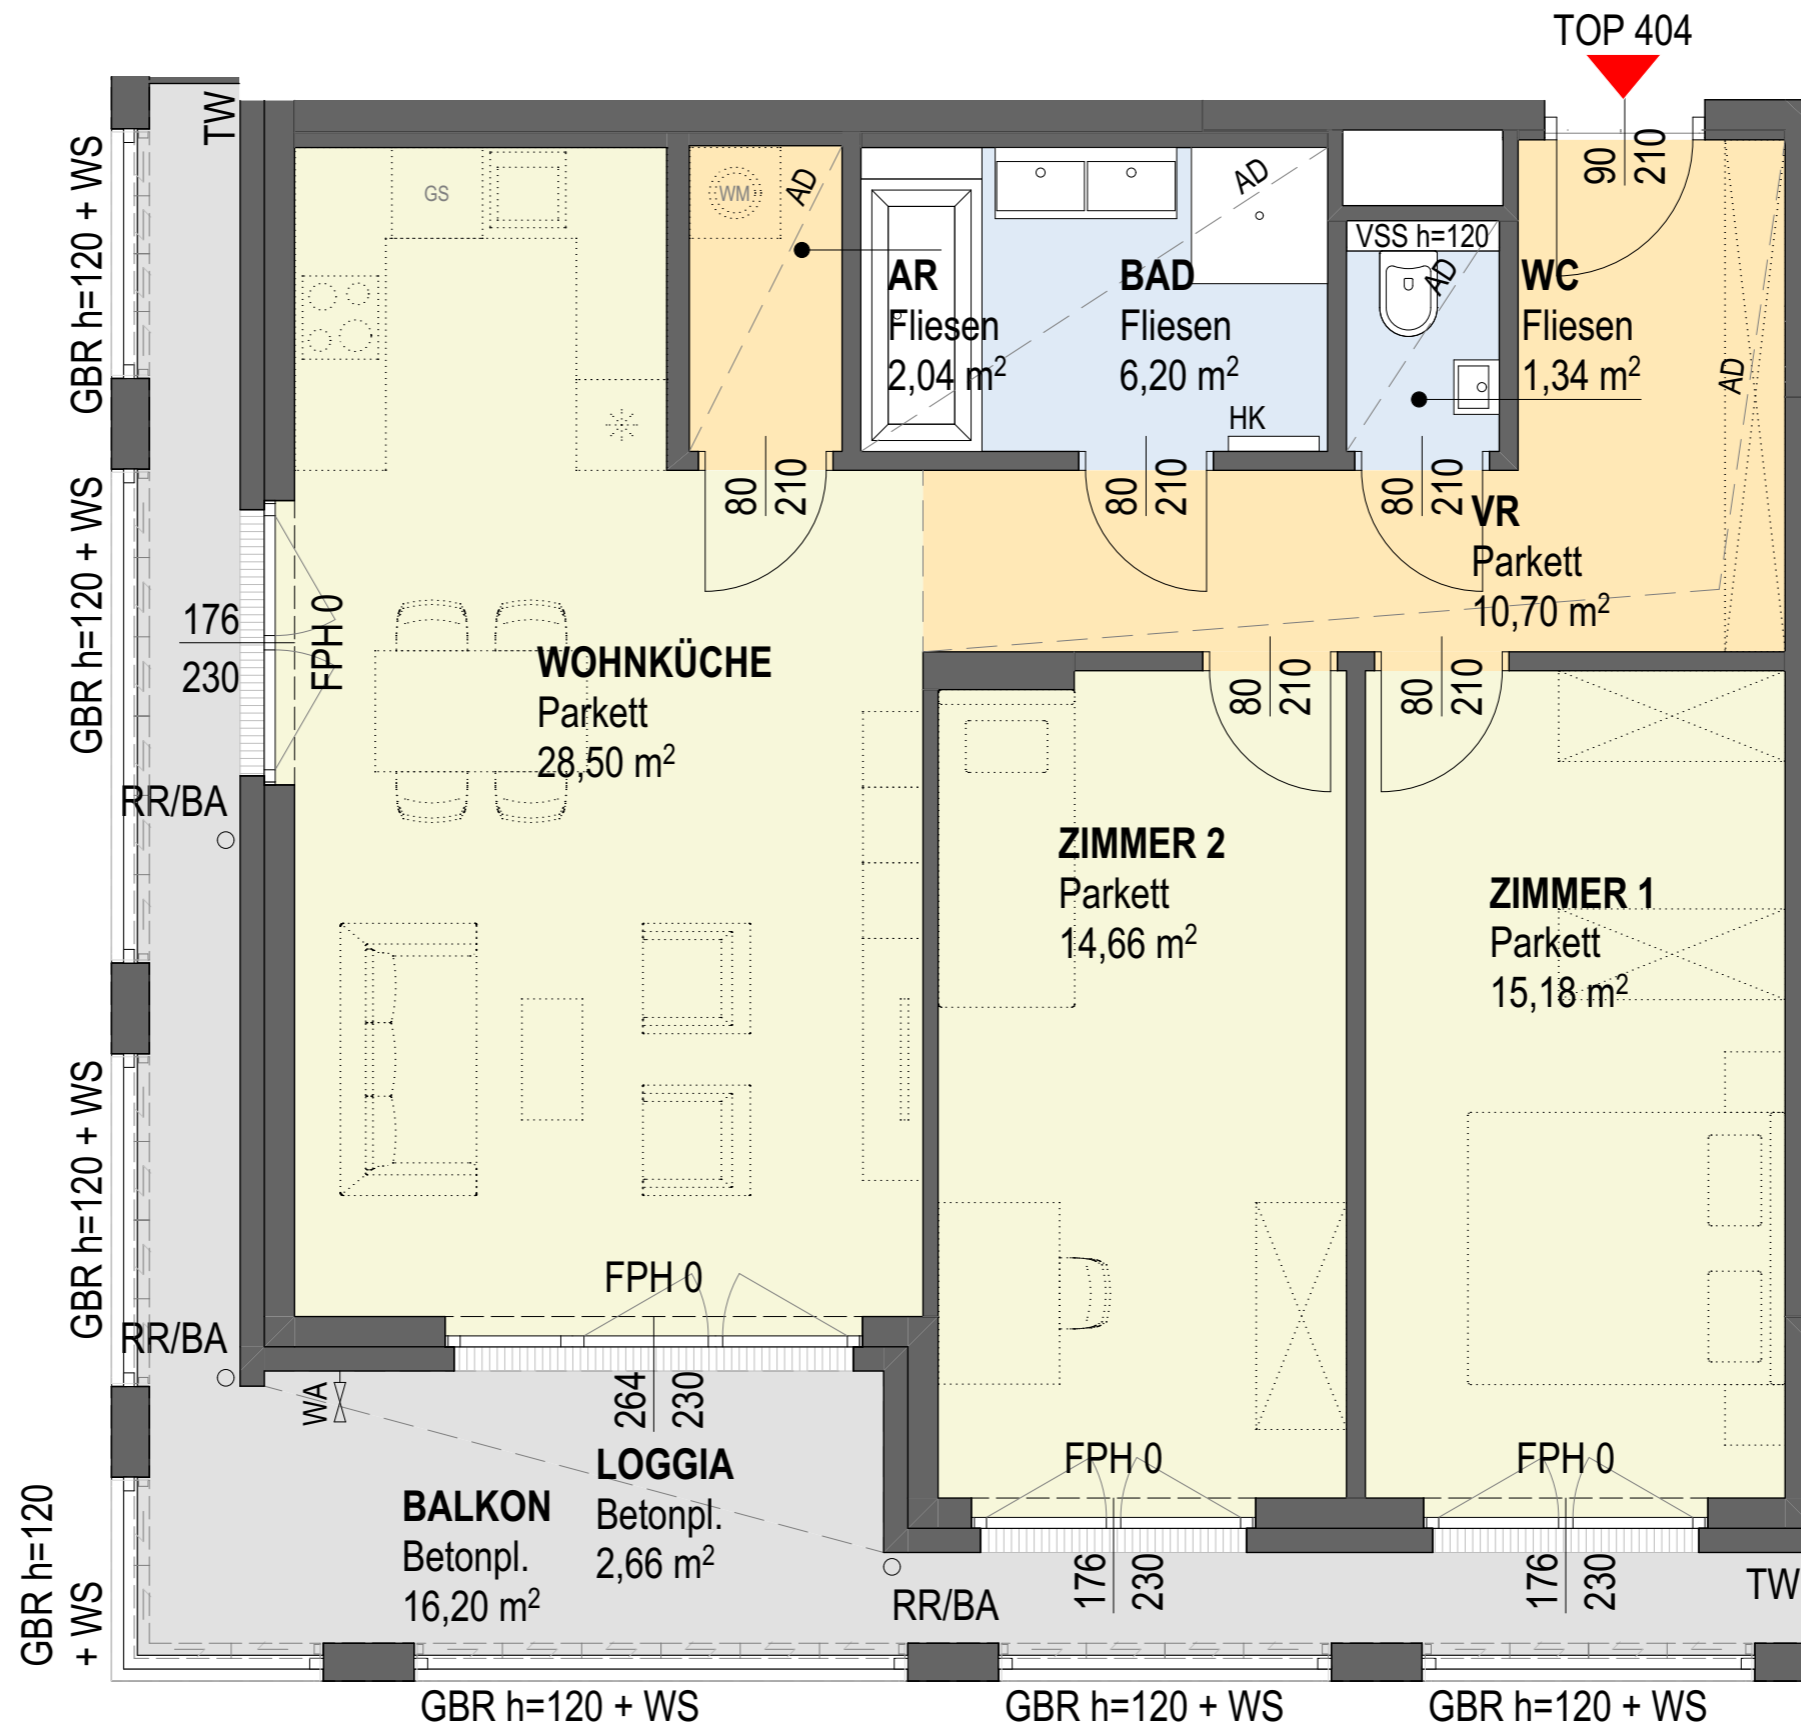 TOP 404
90
210
TW
GBR h=120 + WS
GS
WM
AD
AD
VSS h=120
AD
AR
Fliesen
2,04 m²
BAD
Fliesen
6,20 m²
WC
Fliesen
1,34 m²
AD
HK
80
210
80
210
80
210
VR
Parkett
10,70 m²
GBR h=120 + WS
176
230
FPH 0
WOHNKÜCHE
Parkett
28,50 m²
80
210
80
210
RR/BA
ZIMMER 2
Parkett
14,66 m²
ZIMMER 1
Parkett
15,18 m²
GBR h=120 + WS
FPH 0
RR/BA
WA
264
230
LOGGIA
Betonpl.
2,66 m²
BALKON
Betonpl.
16,20 m²
FPH 0
FPH 0
176
230
176
230
RR/BA
TW
GBR h=120
+ WS
GBR h=120 + WS
GBR h=120 + WS
GBR h=120 + WS